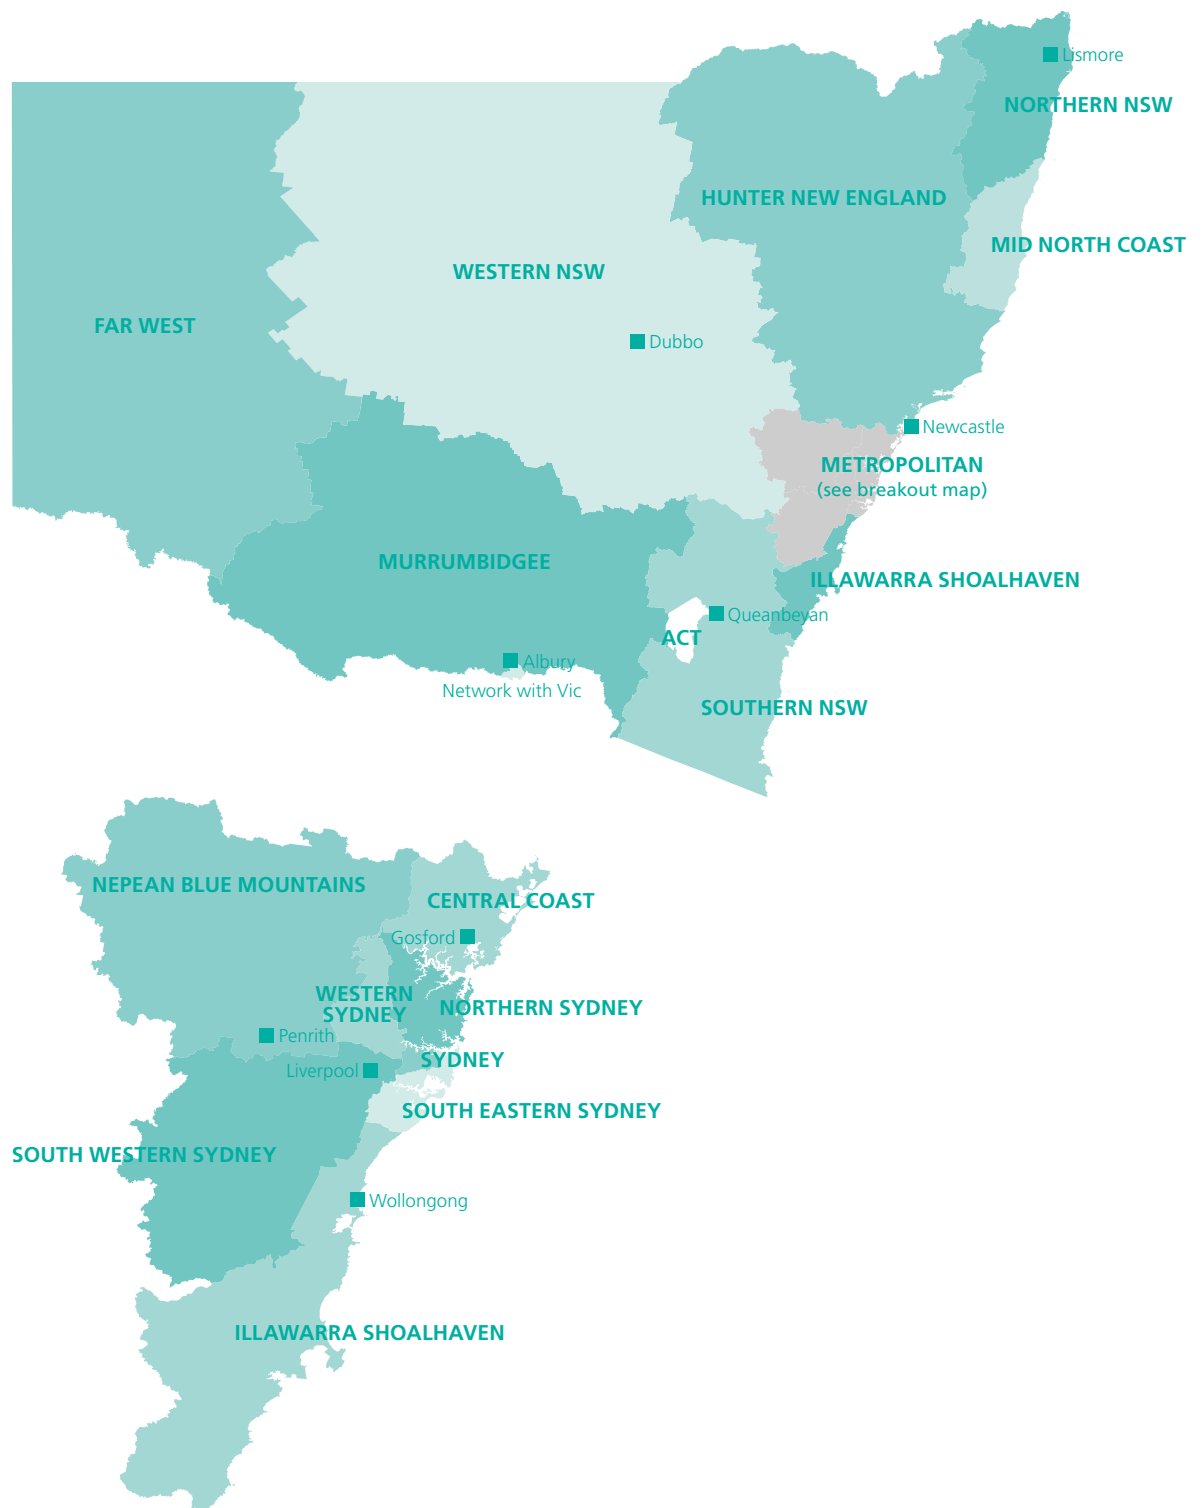 Lismore
NORTHERN NSW
HUNTER NEW ENGLAND
MID NORTH COAST
WESTERN NSW
FAR WEST
Dubbo
Newcastle
METROPOLITAN
(see breakout map)
MURRUMBIDGEE
ILLAWARRA SHOALHAVEN
Queanbeyan
ACT
Albury
Network with Vic
SOUTHERN NSW
NEPEAN BLUE MOUNTAINS
CENTRAL COAST
Gosford
WESTERN
SYDNEY
NORTHERN SYDNEY
Penrith
SYDNEY
Liverpool
SOUTH EASTERN SYDNEY
SOUTH WESTERN SYDNEY
Wollongong
ILLAWARRA SHOALHAVEN